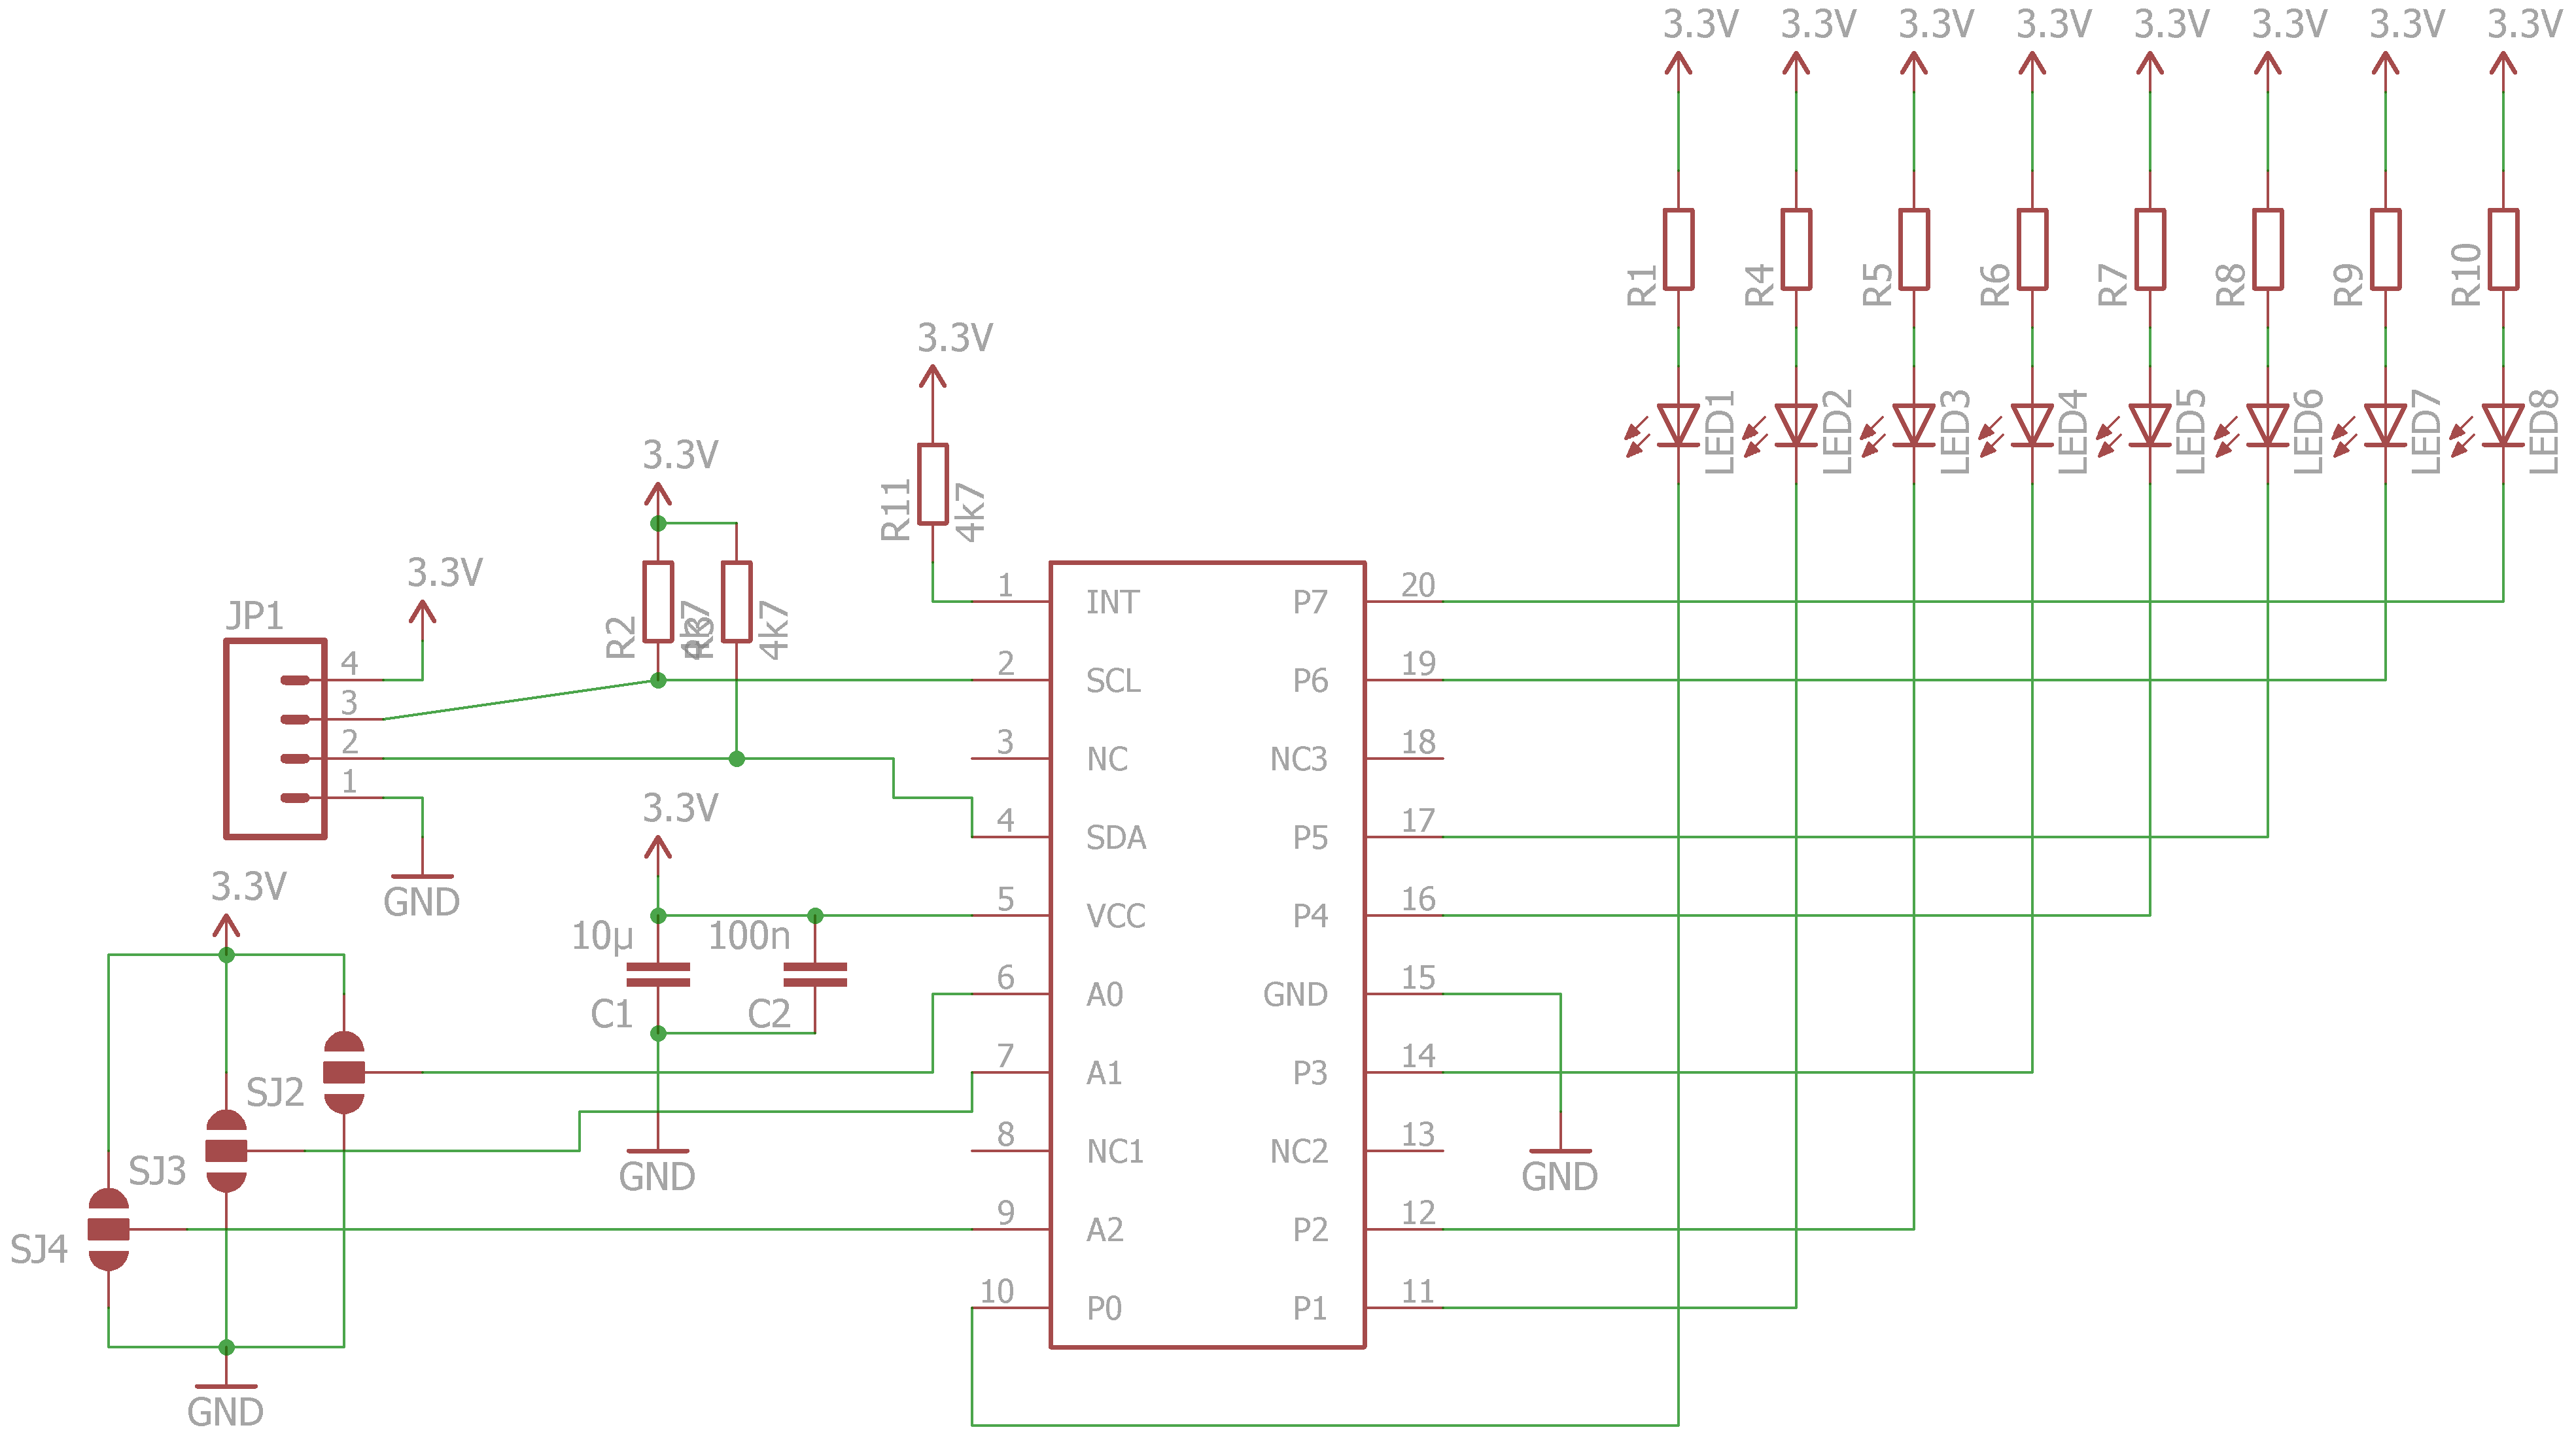 3.3V 3.3V 3.3V 3.3V 3.3V 3.3V 3.3V 3.3V
R1 R4 R5 R6 R7 R8 R9 R10
LED1 LED2 LED3 LED4 LED5 LED6 LED7 LED8
3.3V
R11 4k7
3.3V
R2 4k7 R3 4k7
3.3V
JP1
4
3
2
1
GND
1 INT P7 20
2 SCL P6 19
3 NC NC3 18
4 SDA P5 17
5 VCC P4 16
6 A0 GND 15
7 A1 P3 14
8 NC1 NC2 13
9 A2 P2 12
10 P0 P1 11
3.3V
10µ 100n
C1 C2
GND
GND
3.3V
SJ2
SJ3
SJ4
GND